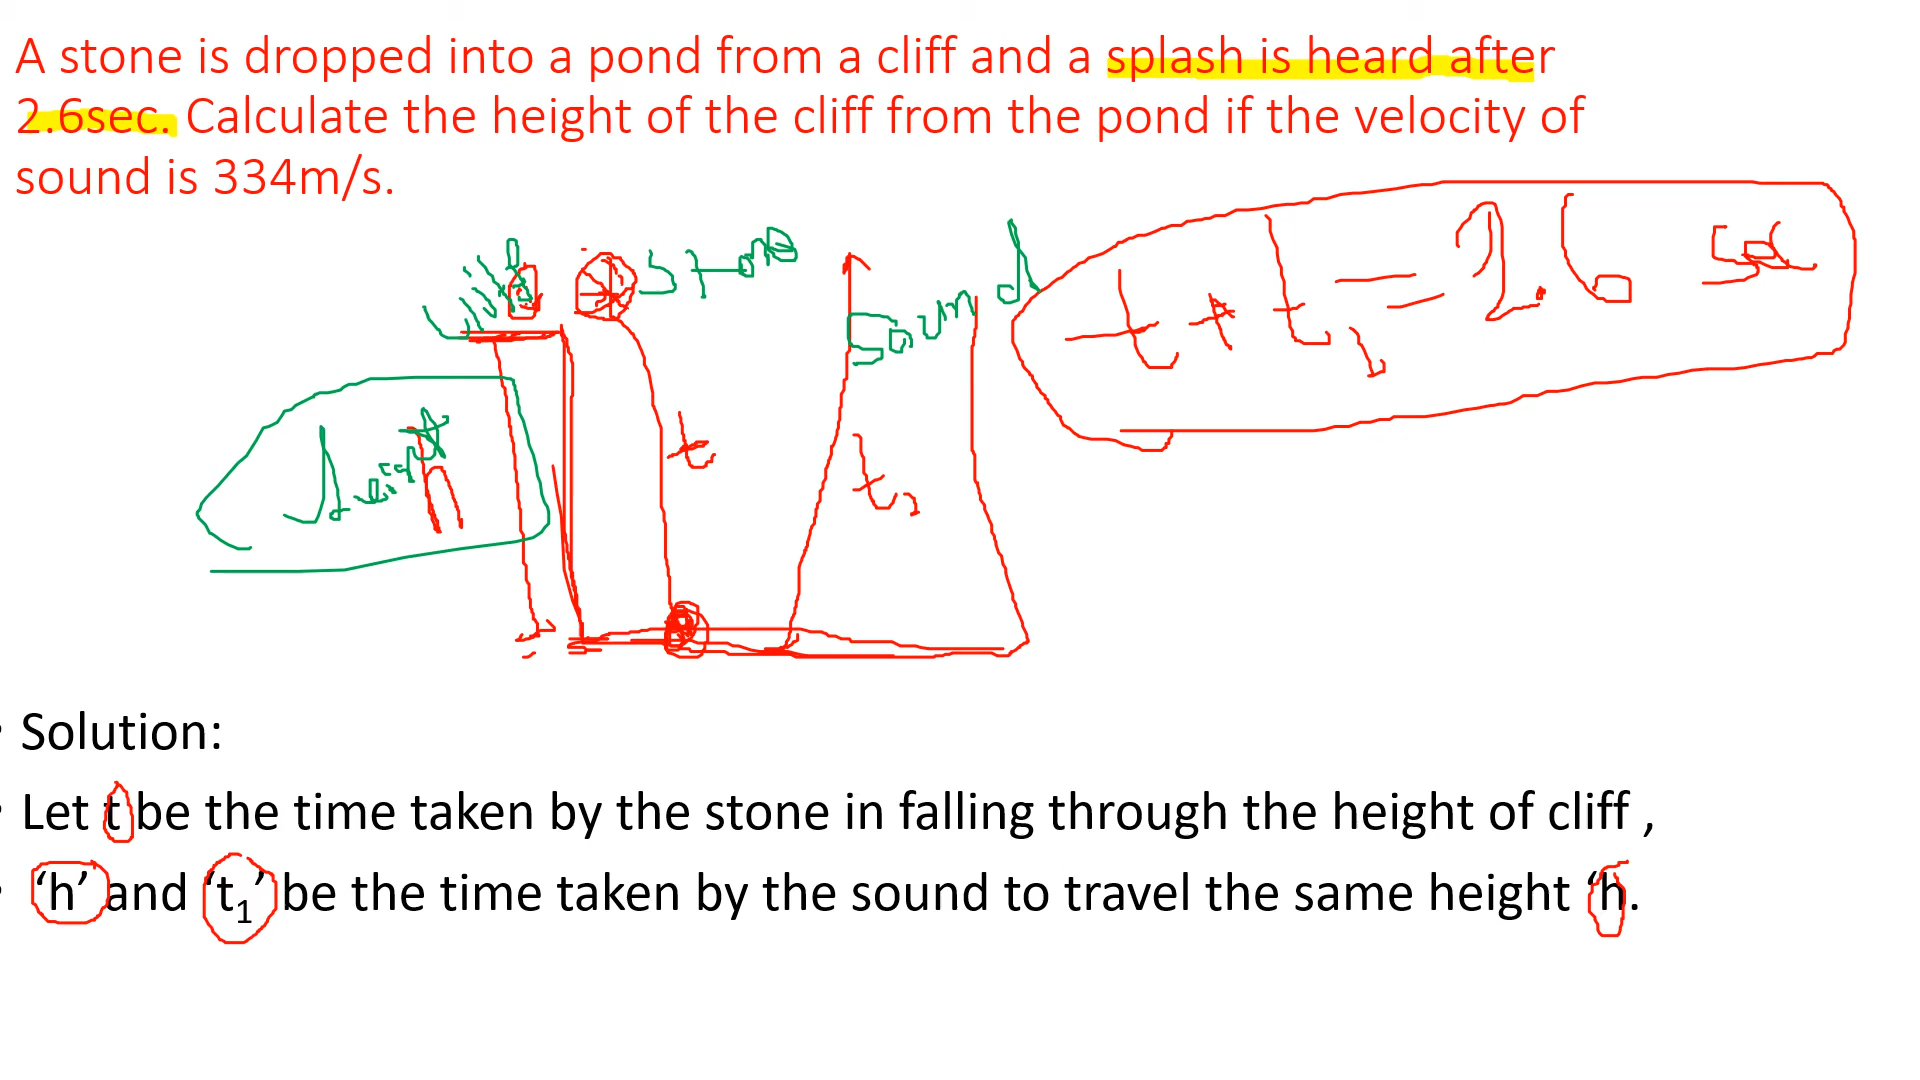 A stone is dropped into a pond from a cliff and a splash is heard after
2.6sec. Calculate the height of the cliff from the pond if the velocity of
sound is 334m/s.
stone
sound
t + t₁ = 2.6 sec
height
h
t
t₁
• Solution:
• Let t be the time taken by the stone in falling through the height of cliff ,
• ‘h’ and ‘t₁’ be the time taken by the sound to travel the same height ‘h.